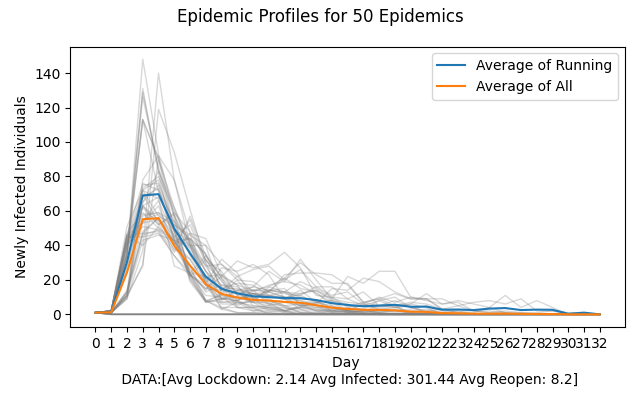 Epidemic Profiles for 50 Epidemics
Average of Running
Average of All
Newly Infected Individuals
140
120
100
80
60
40
20
0
0 1 2 3 4 5 6 7 8 9 10 11 12 13 14 15 16 17 18 19 20 21 22 23 24 25 26 27 28 29 30 31 32
Day
DATA:[Avg Lockdown: 2.14 Avg Infected: 301.44 Avg Reopen: 8.2]